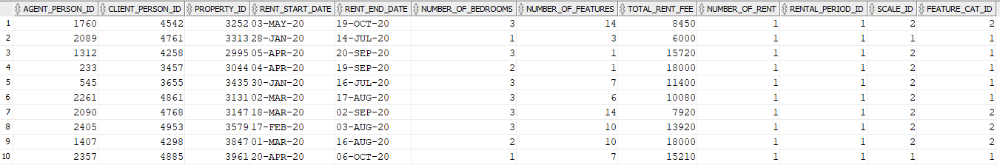 AGENT_PERSON_ID CLIENT_PERSON_ID PROPERTY_ID RENT_START_DATE RENT_END_DATE NUMBER_OF_BEDROOMS NUMBER_OF_FEATURES TOTAL_RENT_FEE NUMBER_OF_RENT RENTAL_PERIOD_ID SCALE_ID FEATURE_CAT_ID
1 1760 4542 3252 03-MAY-20 19-OCT-20 3 14 8450 1 1 2 2
2 2089 4761 3313 28-JAN-20 14-JUL-20 1 3 6000 1 1 1 1
3 1312 4258 2995 05-APR-20 20-SEP-20 3 1 15720 1 1 2 1
4 233 3457 3044 04-APR-20 19-SEP-20 2 1 18000 1 1 2 1
5 545 3655 3435 30-JAN-20 16-JUL-20 3 7 11400 1 1 2 1
6 2261 4861 3131 02-MAR-20 17-AUG-20 3 6 10080 1 1 2 1
7 2090 4768 3147 18-MAR-20 02-SEP-20 3 14 7920 1 1 2 2
8 2405 4953 3579 17-FEB-20 03-AUG-20 3 10 13920 1 1 2 2
9 1407 4298 3847 01-MAR-20 16-AUG-20 2 10 18000 1 1 2 2
10 2357 4885 3961 20-APR-20 06-OCT-20 1 7 15210 1 1 1 1